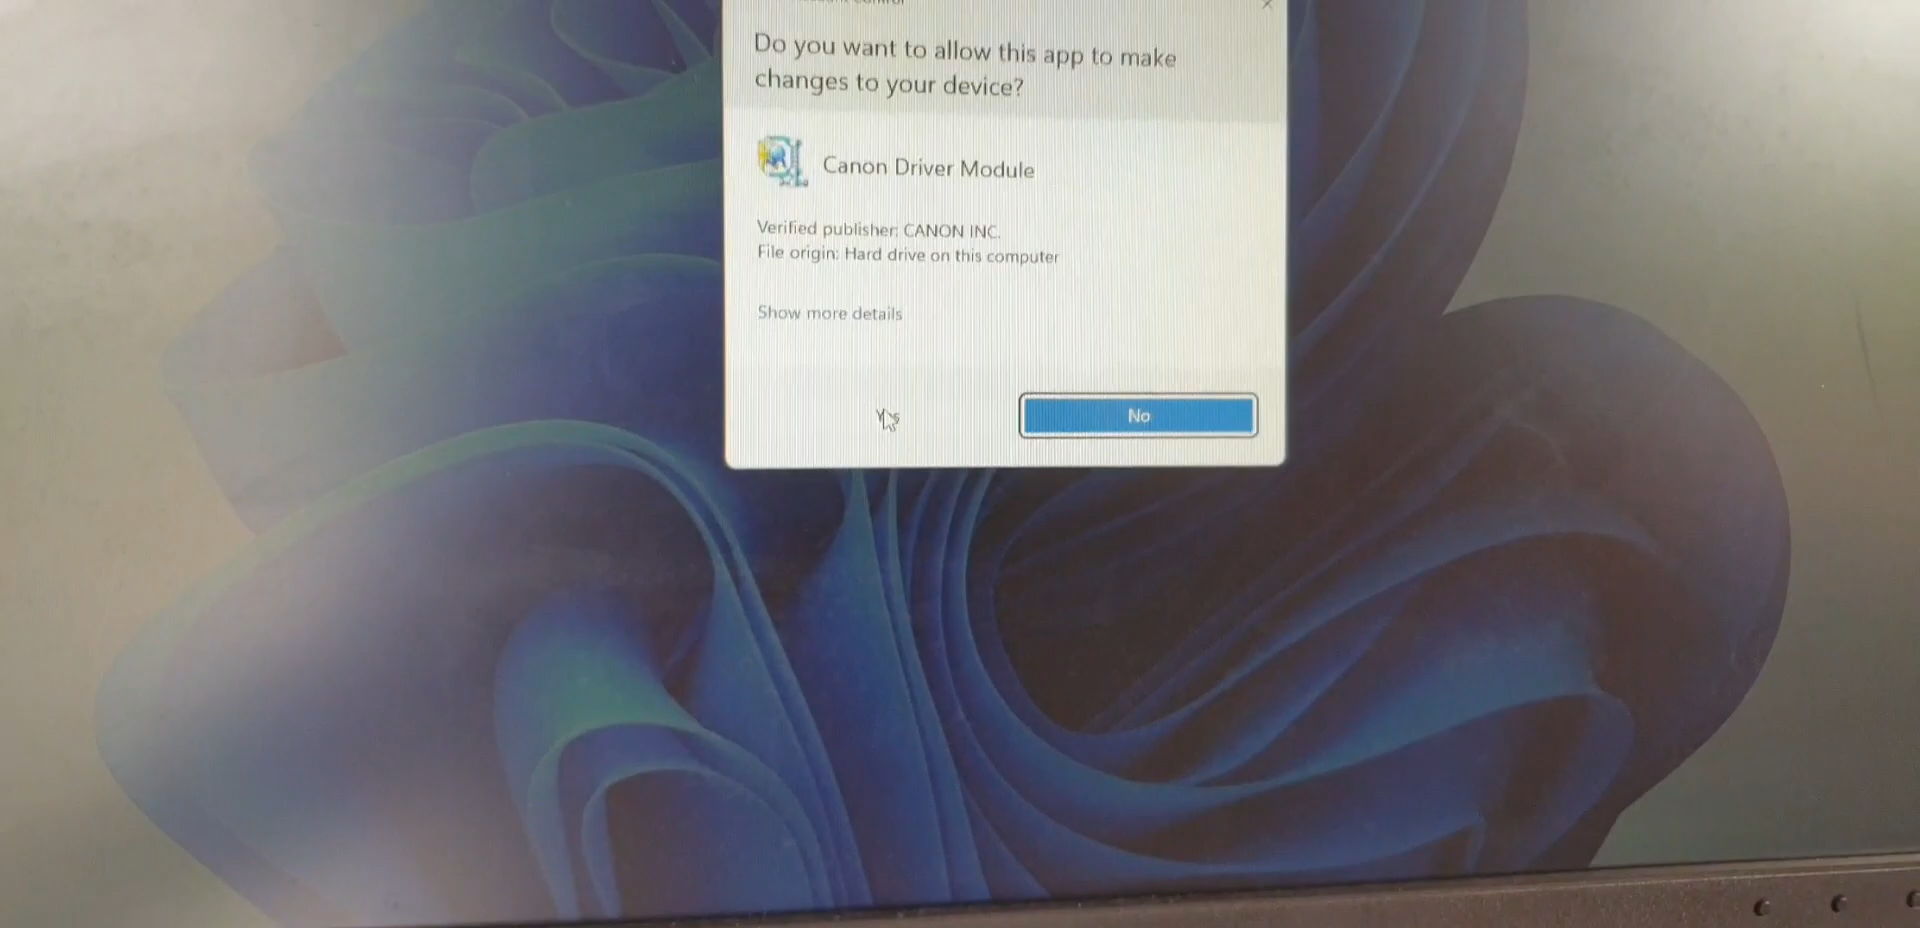 Do you want to allow this app to make
changes to your device?
Canon Driver Module
Verified publisher: CANON INC.
File origin: Hard drive on this computer
Show more details
Yes
No